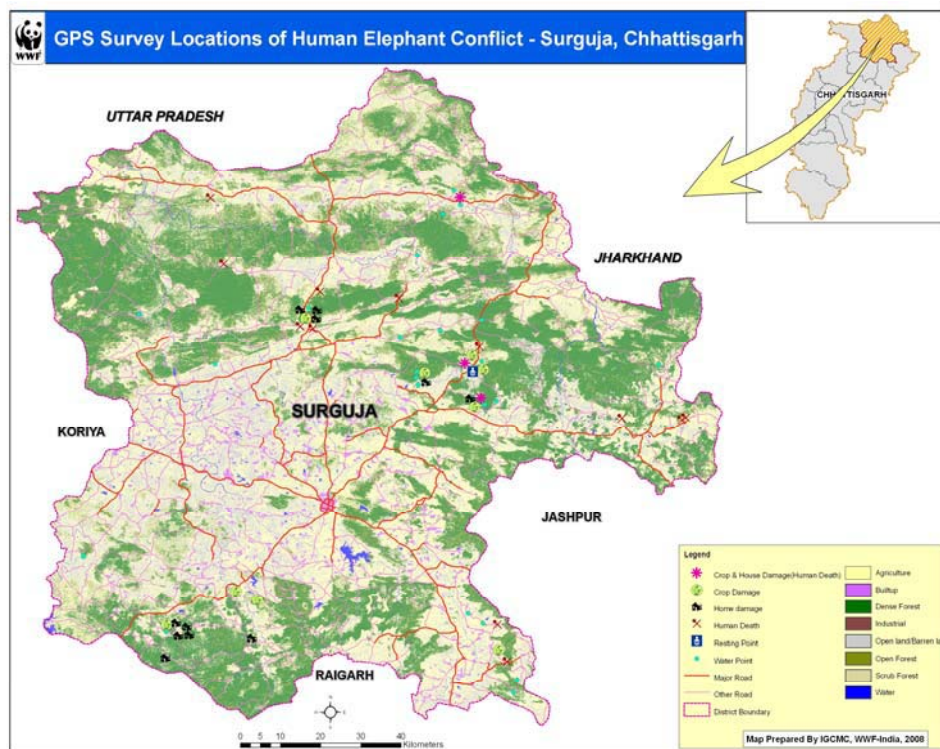 WWF
GPS Survey Locations of Human Elephant Conflict - Surguja, Chhattisgarh
CHHATTISGARH
UTTAR PRADESH
JHARKHAND
SURGUJA
KORIYA
JASHPUR
RAIGARH
Legend
Crop & House Damage(Human Death)
Crop Damage
Home damage
Human Death
Resting Point
Water Point
Major Road
Other Road
District Boundary
Agriculture
Builtup
Dense Forest
Industrial
Open land/Barren la
Open Forest
Scrub Forest
Water
0 5 10 20 30 40
Kilometers
Map Prepared By IGCMC, WWF-India, 2008